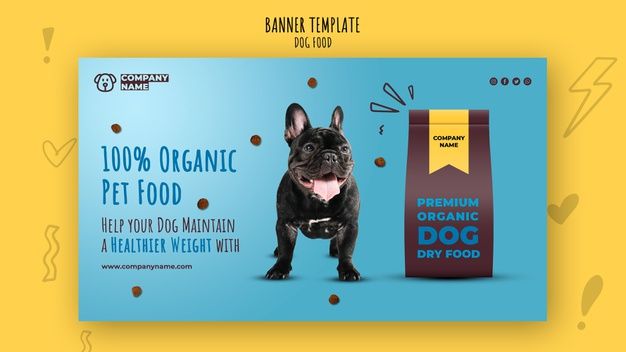 BANNER TEMPLATE
DOG FOOD
COMPANY
NAME
100% ORGANIC
PET FOOD
HELP YOUR DOG MAINTAIN
A HEALTHIER WEIGHT WITH
www.companyname.com
COMPANY
NAME
PREMIUM
ORGANIC
DOG
DRY FOOD